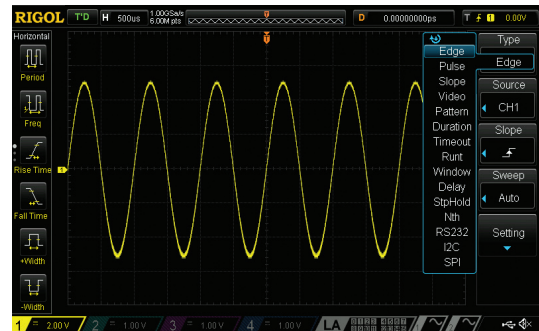 RIGOL T'D H 500us 1.00GSa/s 6.00M pts D 0.00000000ps T 1 0.00V
Horizontal
Period
Freq
Rise Time
Fall Time
+Width
-Width
1
Edge
Pulse
Slope
Video
Pattern
Duration
Timeout
Runt
Window
Delay
StpHold
Nth
RS232
I2C
SPI
Type
Edge
Source
CH1
Slope
Sweep
Auto
Setting
1 = 2.00 V 2 = 1.00 V 3 = 1.00 V 4 = 1.00 V LA